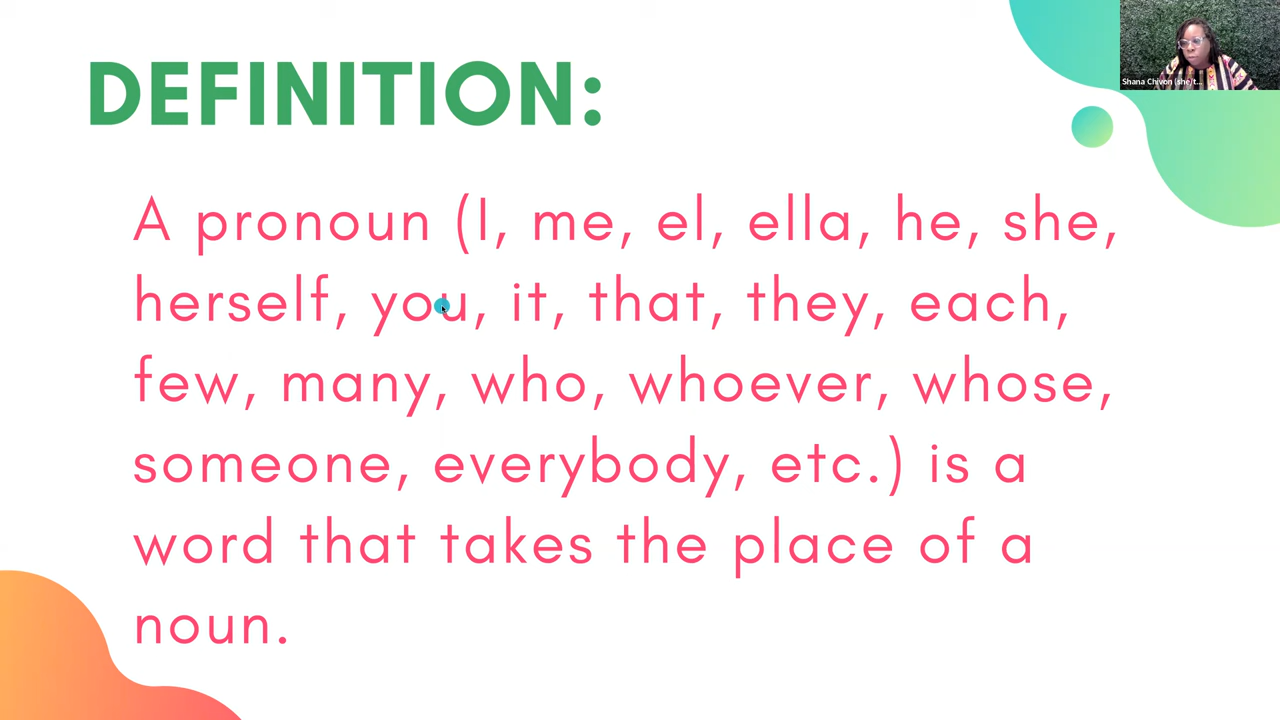 DEFINITION:
Shana Chivon (she/t...
A pronoun (I, me, el, ella, he, she,
herself, you, it, that, they, each,
few, many, who, whoever, whose,
someone, everybody, etc.) is a
word that takes the place of a
noun.